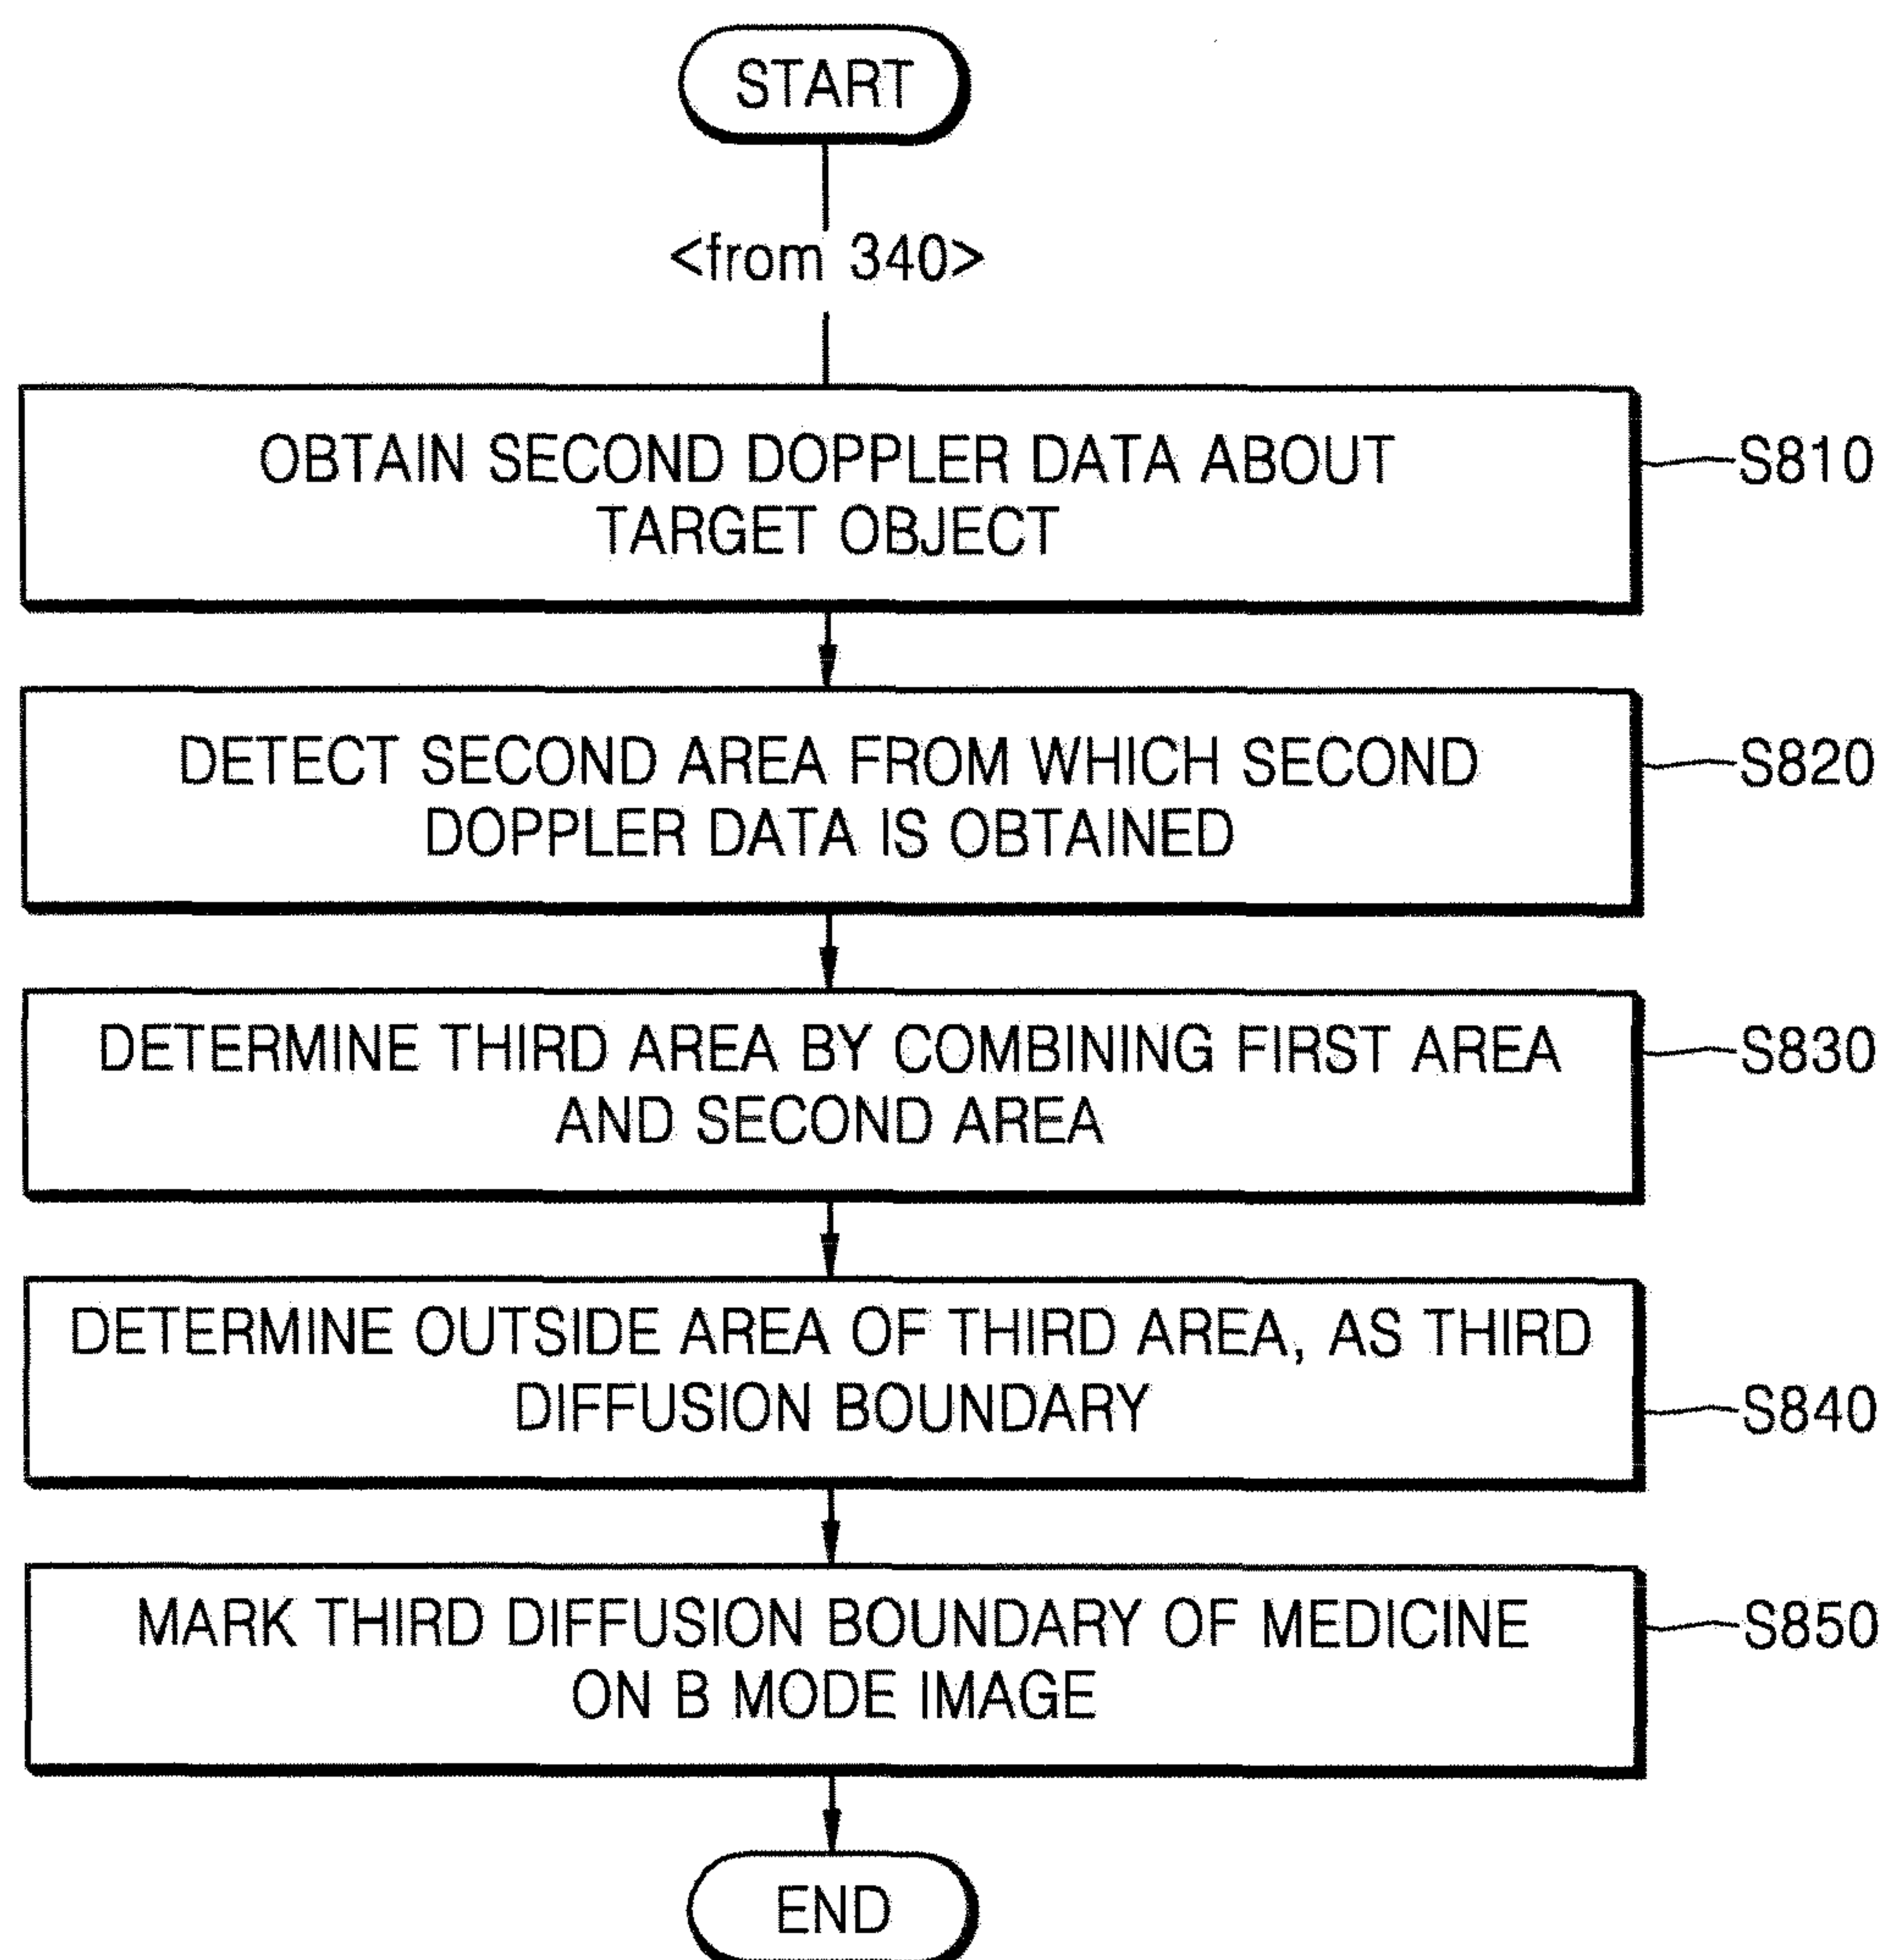 START
<from 340>
OBTAIN SECOND DOPPLER DATA ABOUT
TARGET OBJECT
S810
DETECT SECOND AREA FROM WHICH SECOND
DOPPLER DATA IS OBTAINED
S820
DETERMINE THIRD AREA BY COMBINING FIRST AREA
AND SECOND AREA
S830
DETERMINE OUTSIDE AREA OF THIRD AREA, AS THIRD
DIFFUSION BOUNDARY
S840
MARK THIRD DIFFUSION BOUNDARY OF MEDICINE
ON B MODE IMAGE
S850
END